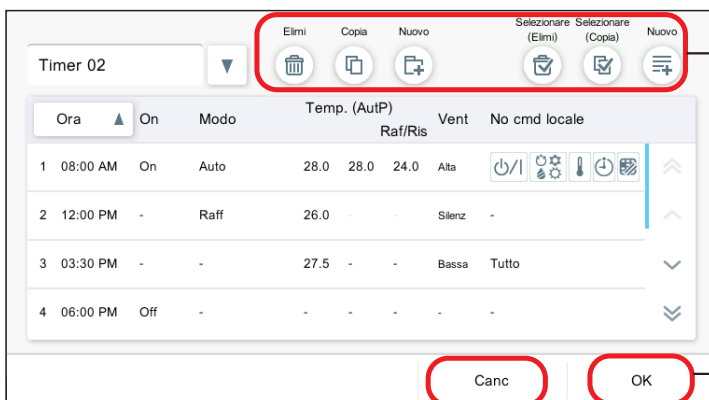 Elimi Copia Nuovo Selezionare (Elimi) Selezionare (Copia) Nuovo
Timer 02
Ora On Modo Temp. (AutP) Raf/Ris Vent No cmd locale
1 08:00 AM On Auto 28.0 28.0 24.0 Alta
2 12:00 PM - Raff 26.0 - - Silenz -
3 03:30 PM - - 27.5 - - Bassa Tutto
4 06:00 PM Off - - - - - -
Canc OK